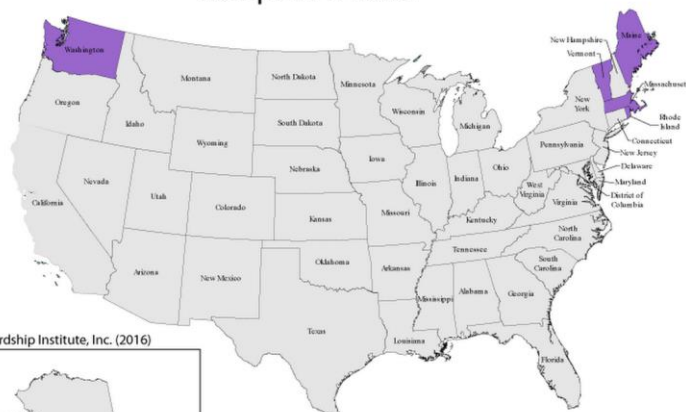 Washington
Montana
North Dakota
Minnesota
Maine
New Hampshire
Vermont
Massachuset
Oregon
Idaho
Wyoming
South Dakota
Wisconsin
Michigan
New
York
Rhode
Island
Connecticut
New Jersey
Delaware
Maryland
District of
Columbia
Nevada
Utah
Colorado
Nebraska
Iowa
Illinois
Indiana
Ohio
Pennsylvania
West
Virginia
Virginia
California
Kansas
Missouri
Kentucky
North
Carolina
Tennessee
South
Carolina
Arizona
New Mexico
Oklahoma
Arkansas
Mississippi
Alabama
Georgia
Texas
Louisiana
Florida
rdship Institute, Inc. (2016)